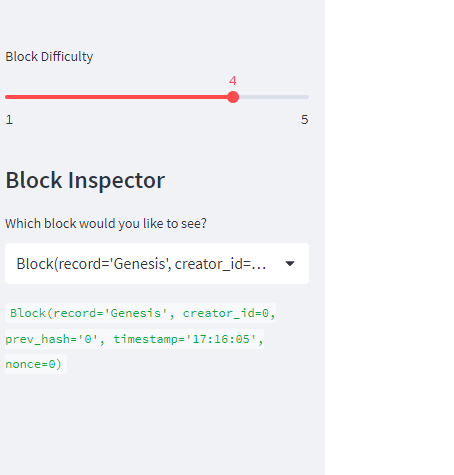 Block Difficulty
4
1 5
Block Inspector
Which block would you like to see?
Block(record='Genesis', creator_id=...
Block(record='Genesis', creator_id=0,
prev_hash='0', timestamp='17:16:05',
nonce=0)